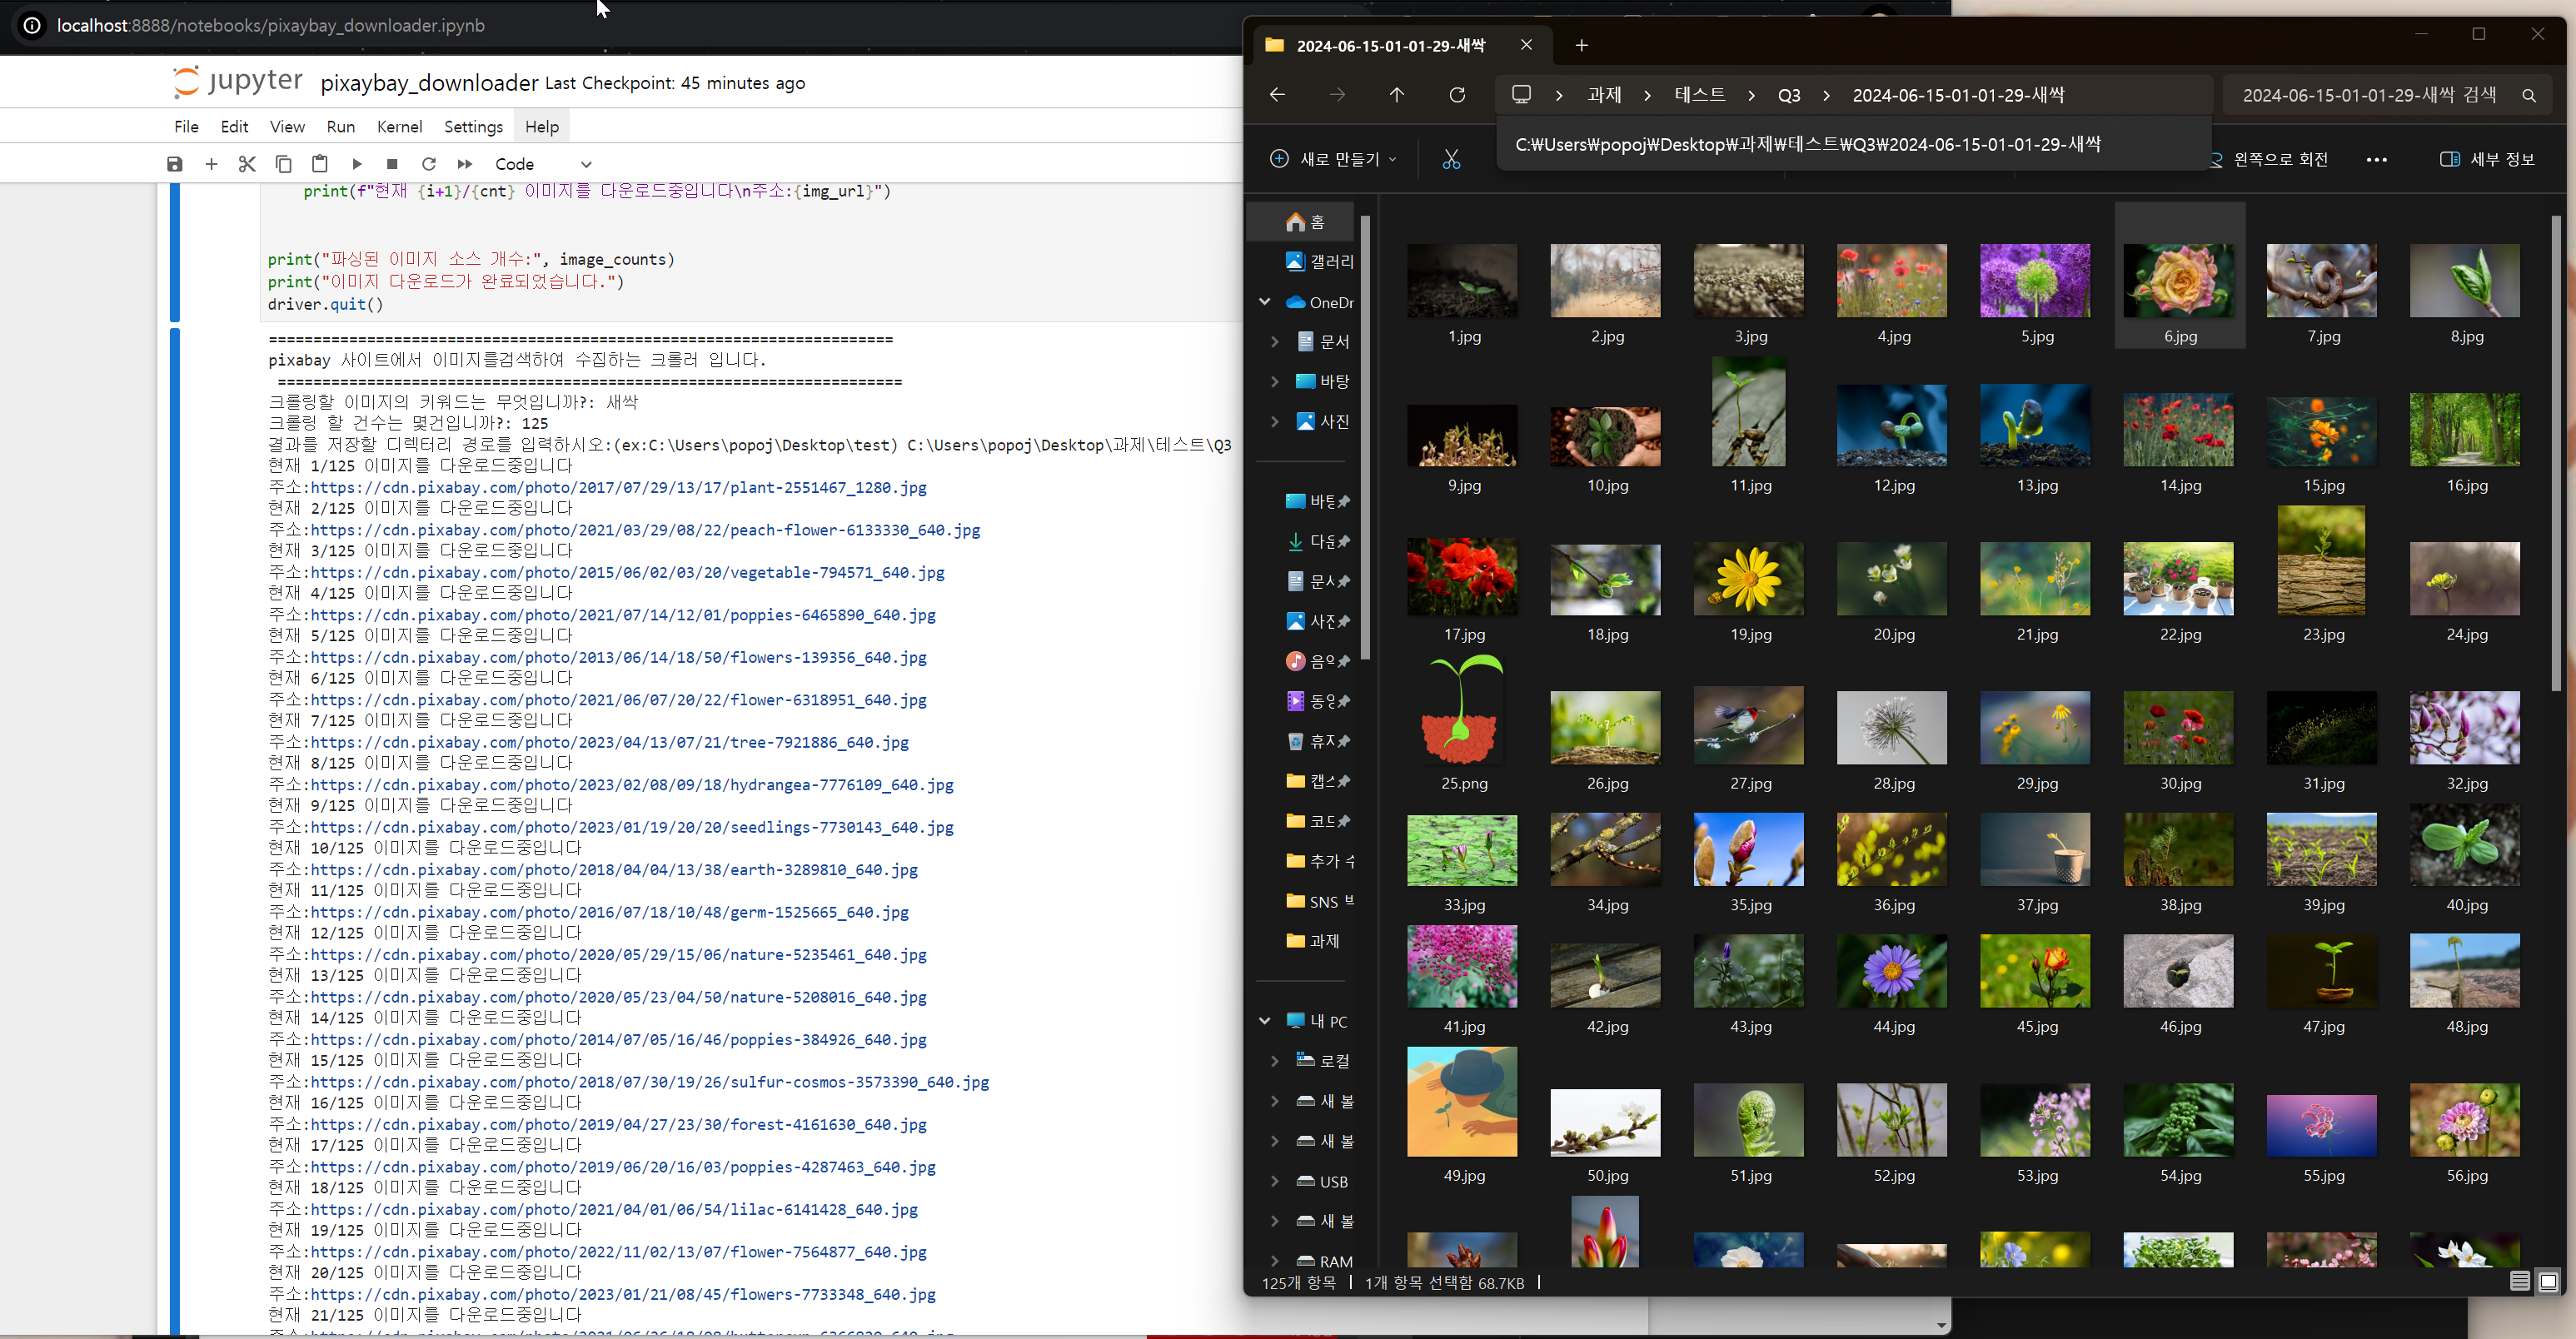 localhost:8888/notebooks/pixaybay_downloader.ipynb
jupyter pixaybay_downloader Last Checkpoint: 45 minutes ago
File Edit View Run Kernel Settings Help
Code
print(f"현재 {i+1}/{cnt} 이미지를 다운로드중입니다\n주소:{img_url}")
print("파싱된 이미지 소스 개수:", image_counts)
print("이미지 다운로드가 완료되었습니다.")
driver.quit()
======================================================================
pixabay 사이트에서 이미지를검색하여 수집하는 크롤러 입니다.
======================================================================
크롤링할 이미지의 키워드는 무엇입니까?: 새싹
크롤링 할 건수는 몇건입니까?: 125
결과를 저장할 디렉터리 경로를 입력하시오:(ex:C:\Users\popoj\Desktop\test) C:\Users\popoj\Desktop\과제\테스트\Q3
현재 1/125 이미지를 다운로드중입니다
주소:https://cdn.pixabay.com/photo/2017/07/29/13/17/plant-2551467_1280.jpg
현재 2/125 이미지를 다운로드중입니다
주소:https://cdn.pixabay.com/photo/2021/03/29/08/22/peach-flower-6133330_640.jpg
현재 3/125 이미지를 다운로드중입니다
주소:https://cdn.pixabay.com/photo/2015/06/02/03/20/vegetable-794571_640.jpg
현재 4/125 이미지를 다운로드중입니다
주소:https://cdn.pixabay.com/photo/2021/07/14/12/01/poppies-6465890_640.jpg
현재 5/125 이미지를 다운로드중입니다
주소:https://cdn.pixabay.com/photo/2013/06/14/18/50/flowers-139356_640.jpg
현재 6/125 이미지를 다운로드중입니다
주소:https://cdn.pixabay.com/photo/2021/06/07/20/22/flower-6318951_640.jpg
현재 7/125 이미지를 다운로드중입니다
주소:https://cdn.pixabay.com/photo/2023/04/13/07/21/tree-7921886_640.jpg
현재 8/125 이미지를 다운로드중입니다
주소:https://cdn.pixabay.com/photo/2023/02/08/09/18/hydrangea-7776109_640.jpg
현재 9/125 이미지를 다운로드중입니다
주소:https://cdn.pixabay.com/photo/2023/01/19/20/20/seedlings-7730143_640.jpg
현재 10/125 이미지를 다운로드중입니다
주소:https://cdn.pixabay.com/photo/2018/04/04/13/38/earth-3289810_640.jpg
현재 11/125 이미지를 다운로드중입니다
주소:https://cdn.pixabay.com/photo/2016/07/18/10/48/germ-1525665_640.jpg
현재 12/125 이미지를 다운로드중입니다
주소:https://cdn.pixabay.com/photo/2020/05/29/15/06/nature-5235461_640.jpg
현재 13/125 이미지를 다운로드중입니다
주소:https://cdn.pixabay.com/photo/2020/05/23/04/50/nature-5208016_640.jpg
현재 14/125 이미지를 다운로드중입니다
주소:https://cdn.pixabay.com/photo/2014/07/05/16/46/poppies-384926_640.jpg
현재 15/125 이미지를 다운로드중입니다
주소:https://cdn.pixabay.com/photo/2018/07/30/19/26/sulfur-cosmos-3573390_640.jpg
현재 16/125 이미지를 다운로드중입니다
주소:https://cdn.pixabay.com/photo/2019/04/27/23/30/forest-4161630_640.jpg
현재 17/125 이미지를 다운로드중입니다
주소:https://cdn.pixabay.com/photo/2019/06/20/16/03/poppies-4287463_640.jpg
현재 18/125 이미지를 다운로드중입니다
주소:https://cdn.pixabay.com/photo/2021/04/01/06/54/lilac-6141428_640.jpg
현재 19/125 이미지를 다운로드중입니다
주소:https://cdn.pixabay.com/photo/2022/11/02/13/07/flower-7564877_640.jpg
현재 20/125 이미지를 다운로드중입니다
주소:https://cdn.pixabay.com/photo/2023/01/21/08/45/flowers-7733348_640.jpg
현재 21/125 이미지를 다운로드중입니다
2024-06-15-01-01-29-새싹
과제 테스트 Q3 2024-06-15-01-01-29-새싹
2024-06-15-01-01-29-새싹 검색
C:₩Users₩popoj₩Desktop₩과제₩테스트₩Q3₩2024-06-15-01-01-29-새싹
새로 만들기 왼쪽으로 회전 세부 정보
홈
갤러리
OneDr
문서
바탕
사진
바탕
다운
문서
사진
음악
동영
휴지
캡스
코드
추가 수
SNS
과제
내 PC
로컬
새 볼
새 볼
USB
새 볼
RAM
1.jpg 2.jpg 3.jpg 4.jpg 5.jpg 6.jpg 7.jpg 8.jpg
9.jpg 10.jpg 11.jpg 12.jpg 13.jpg 14.jpg 15.jpg 16.jpg
17.jpg 18.jpg 19.jpg 20.jpg 21.jpg 22.jpg 23.jpg 24.jpg
25.png 26.jpg 27.jpg 28.jpg 29.jpg 30.jpg 31.jpg 32.jpg
33.jpg 34.jpg 35.jpg 36.jpg 37.jpg 38.jpg 39.jpg 40.jpg
41.jpg 42.jpg 43.jpg 44.jpg 45.jpg 46.jpg 47.jpg 48.jpg
49.jpg 50.jpg 51.jpg 52.jpg 53.jpg 54.jpg 55.jpg 56.jpg
125개 항목 1개 항목 선택함 68.7KB